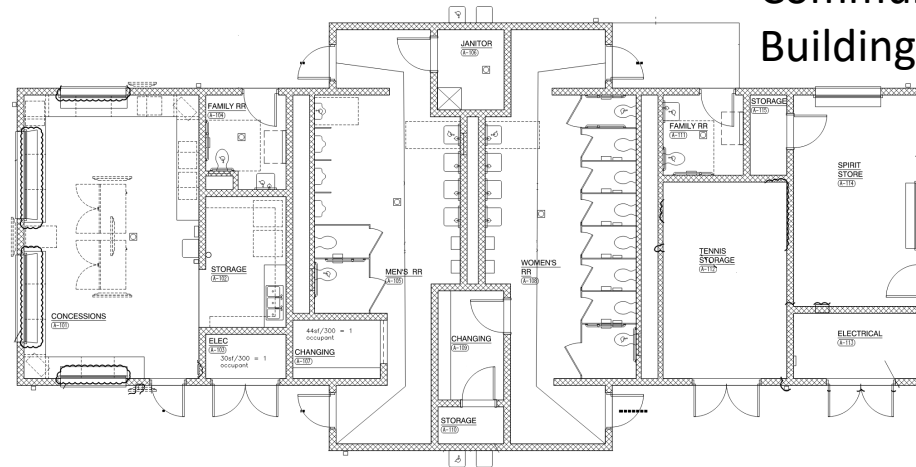 Building
JANITOR
A-106
FAMILY RR
A-104
STORAGE
A-115
FAMILY RR
A-111
SPIRIT
STORE
A-114
STORAGE
A-102
MEN'S RR
A-105
WOMEN'S
RR
A-108
TENNIS
STORAGE
A-112
CONCESSIONS
A-101
ELEC
A-103
30sf/300 = 1
occupant
44sf/300 = 1
occupant
CHANGING
A-107
CHANGING
A-109
ELECTRICAL
A-113
STORAGE
A-110